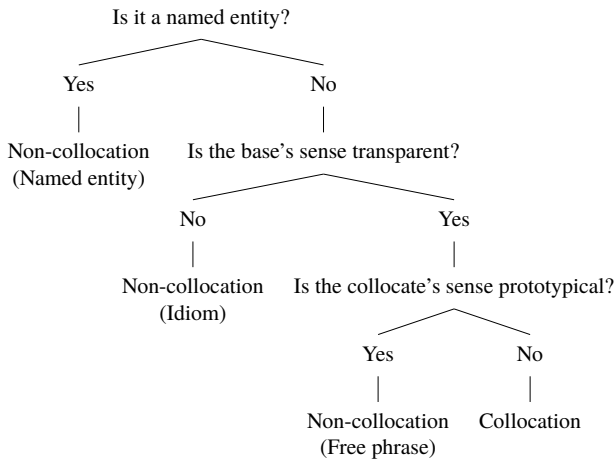 Is it a named entity?
Yes No
Non-collocation Is the base's sense transparent?
(Named entity)
No Yes
Non-collocation Is the collocate's sense prototypical?
(Idiom)
Yes No
Non-collocation Collocation
(Free phrase)